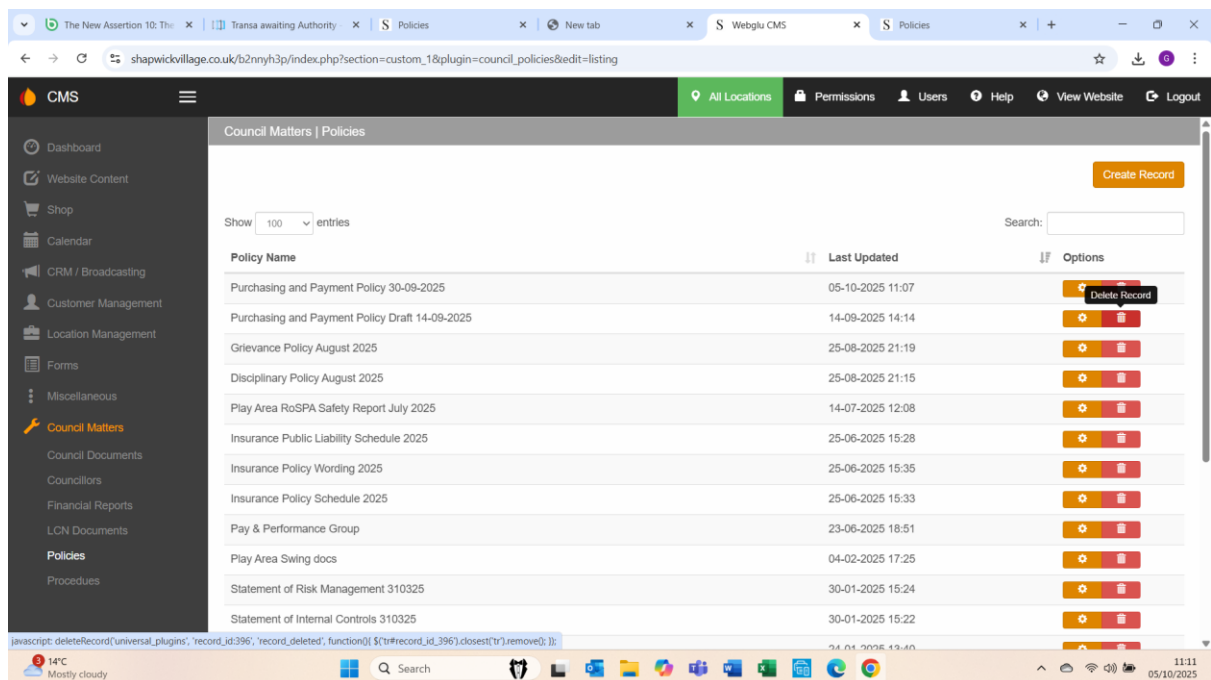 The New Assertion 10: The
Transa awaiting Authority
Policies
New tab
Webglu CMS
Policies
shapwickvillage.co.uk/b2nnyh3p/index.php?section=custom_1&plugin=council_policies&edit=listing
CMS
All Locations Permissions Users Help View Website Logout
Council Matters | Policies
Dashboard
Website Content
Shop
Calendar
CRM / Broadcasting
Customer Management
Location Management
Forms
Miscellaneous
Council Matters
Council Documents
Councillors
Financial Reports
LCN Documents
Policies
Procedues
Create Record
Show 100 entries Search:
Policy Name Last Updated Options
Purchasing and Payment Policy 30-09-2025 05-10-2025 11:07
Delete Record
Purchasing and Payment Policy Draft 14-09-2025 14-09-2025 14:14
Grievance Policy August 2025 25-08-2025 21:19
Disciplinary Policy August 2025 25-08-2025 21:15
Play Area RoSPA Safety Report July 2025 14-07-2025 12:08
Insurance Public Liability Schedule 2025 25-06-2025 15:28
Insurance Policy Wording 2025 25-06-2025 15:35
Insurance Policy Schedule 2025 25-06-2025 15:33
Pay & Performance Group 23-06-2025 18:51
Play Area Swing docs 04-02-2025 17:25
Statement of Risk Management 310325 30-01-2025 15:24
Statement of Internal Controls 310325 30-01-2025 15:22
24-01-2025 13:40
javascript: deleteRecord('universal_plugins', 'record_id:396', 'record_deleted', function(){ $('tr#record_id_396').closest('tr').remove(); });
3
14°C
Mostly cloudy
Search
11:11
05/10/2025